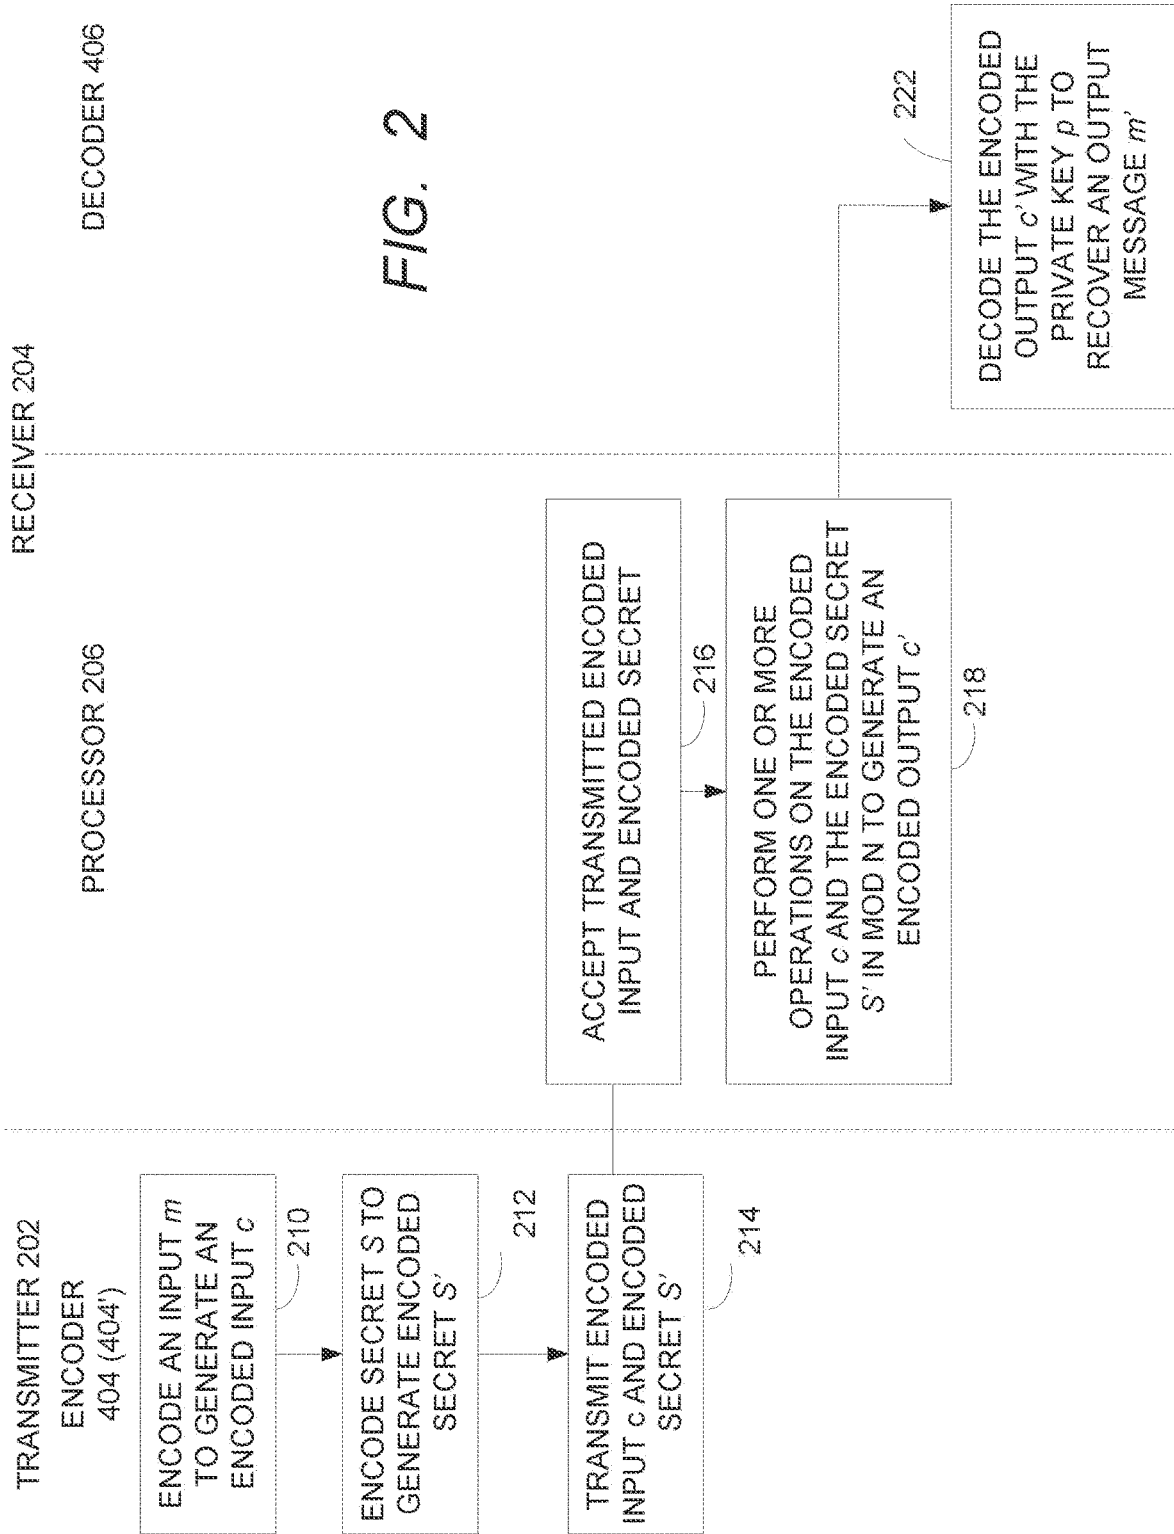 TRANSMITTER 202
ENCODER
404 (404')
PROCESSOR 206
RECEIVER 204
DECODER 406
ENCODE AN INPUT m
TO GENERATE AN
ENCODED INPUT c
210
ENCODE SECRET S TO
GENERATE ENCODED
SECRET S'
212
TRANSMIT ENCODED
INPUT c AND ENCODED
SECRET S'
214
ACCEPT TRANSMITTED ENCODED
INPUT AND ENCODED SECRET
216
PERFORM ONE OR MORE
OPERATIONS ON THE ENCODED
INPUT c AND THE ENCODED SECRET
S' IN MOD N TO GENERATE AN
ENCODED OUTPUT c'
218
DECODE THE ENCODED
OUTPUT c' WITH THE
PRIVATE KEY p TO
RECOVER AN OUTPUT
MESSAGE m'
222
FIG. 2